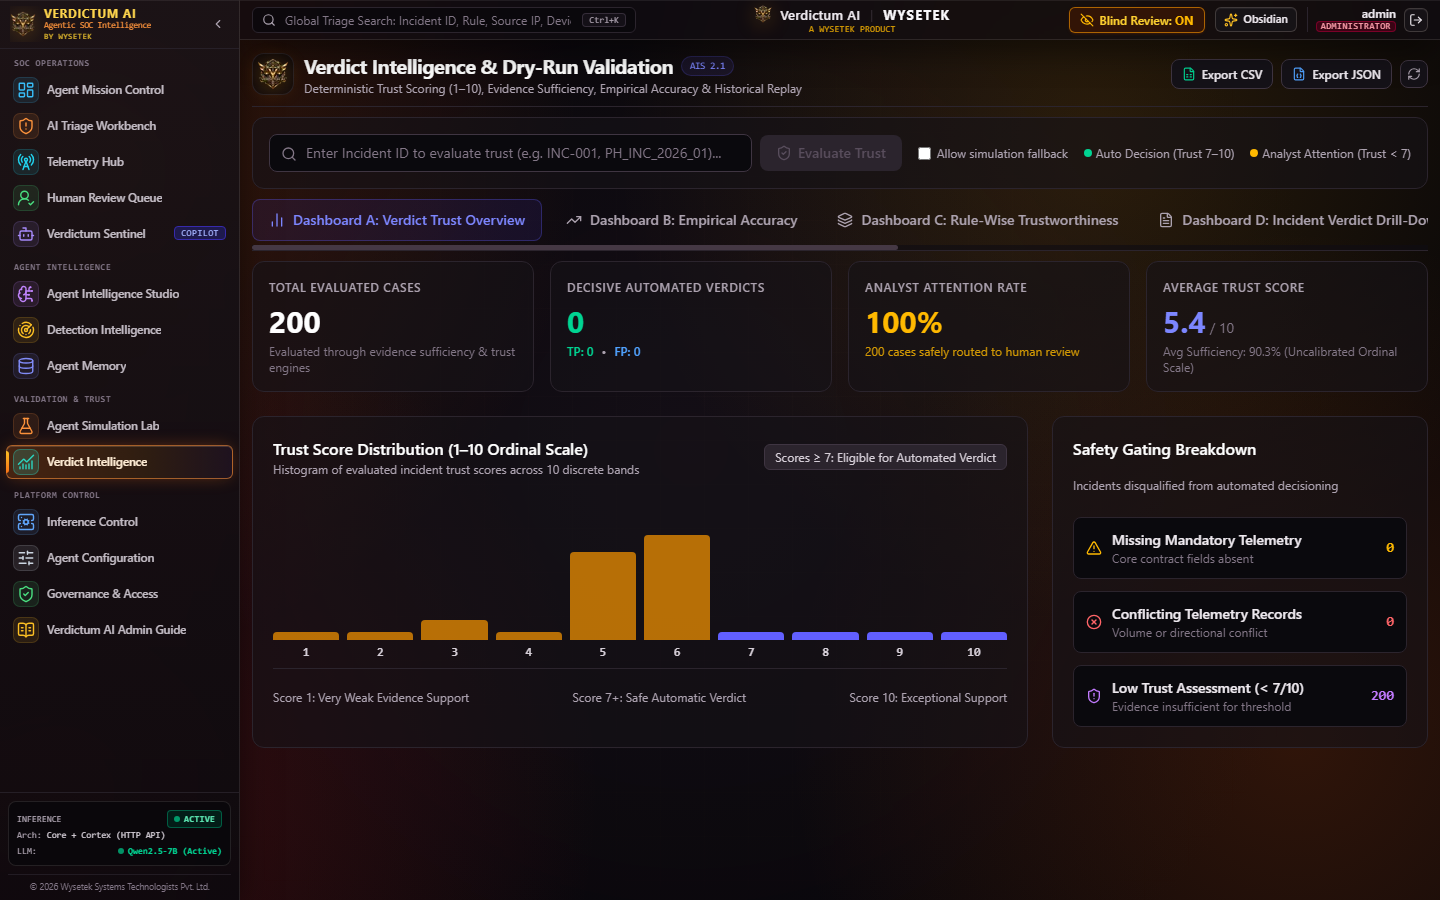 VERDICTUM AI
Agentic SOC Intelligence
BY WYSETEK
Global Triage Search: Incident ID, Rule, Source IP, Devic
Ctrl+K
Verdictum AI
WYSETEK
A WYSETEK PRODUCT
Blind Review: ON
Obsidian
admin
ADMINISTRATOR
SOC OPERATIONS
Agent Mission Control
AI Triage Workbench
Telemetry Hub
Human Review Queue
Verdictum Sentinel
COPILOT
AGENT INTELLIGENCE
Agent Intelligence Studio
Detection Intelligence
Agent Memory
VALIDATION & TRUST
Agent Simulation Lab
Verdict Intelligence
PLATFORM CONTROL
Inference Control
Agent Configuration
Governance & Access
Verdictum AI Admin Guide
INFERENCE
ACTIVE
Arch: Core + Cortex (HTTP API)
LLM: Qwen2.5-7B (Active)
© 2026 Wysetek Systems Technologists Pvt. Ltd.
Verdict Intelligence & Dry-Run Validation
AIS 2.1
Deterministic Trust Scoring (1–10), Evidence Sufficiency, Empirical Accuracy & Historical Replay
Export CSV
Export JSON
Enter Incident ID to evaluate trust (e.g. INC-001, PH_INC_2026_01)...
Evaluate Trust
Allow simulation fallback
Auto Decision (Trust 7–10)
Analyst Attention (Trust < 7)
Dashboard A: Verdict Trust Overview
Dashboard B: Empirical Accuracy
Dashboard C: Rule-Wise Trustworthiness
Dashboard D: Incident Verdict Drill-Do
TOTAL EVALUATED CASES
200
Evaluated through evidence sufficiency & trust
engines
DECISIVE AUTOMATED VERDICTS
0
TP: 0 • FP: 0
ANALYST ATTENTION RATE
100%
200 cases safely routed to human review
AVERAGE TRUST SCORE
5.4 / 10
Avg Sufficiency: 90.3% (Uncalibrated Ordinal
Scale)
Trust Score Distribution (1–10 Ordinal Scale)
Histogram of evaluated incident trust scores across 10 discrete bands
Scores ≥ 7: Eligible for Automated Verdict
1 2 3 4 5 6 7 8 9 10
Score 1: Very Weak Evidence Support
Score 7+: Safe Automatic Verdict
Score 10: Exceptional Support
Safety Gating Breakdown
Incidents disqualified from automated decisioning
Missing Mandatory Telemetry
Core contract fields absent
0
Conflicting Telemetry Records
Volume or directional conflict
0
Low Trust Assessment (< 7/10)
Evidence insufficient for threshold
200